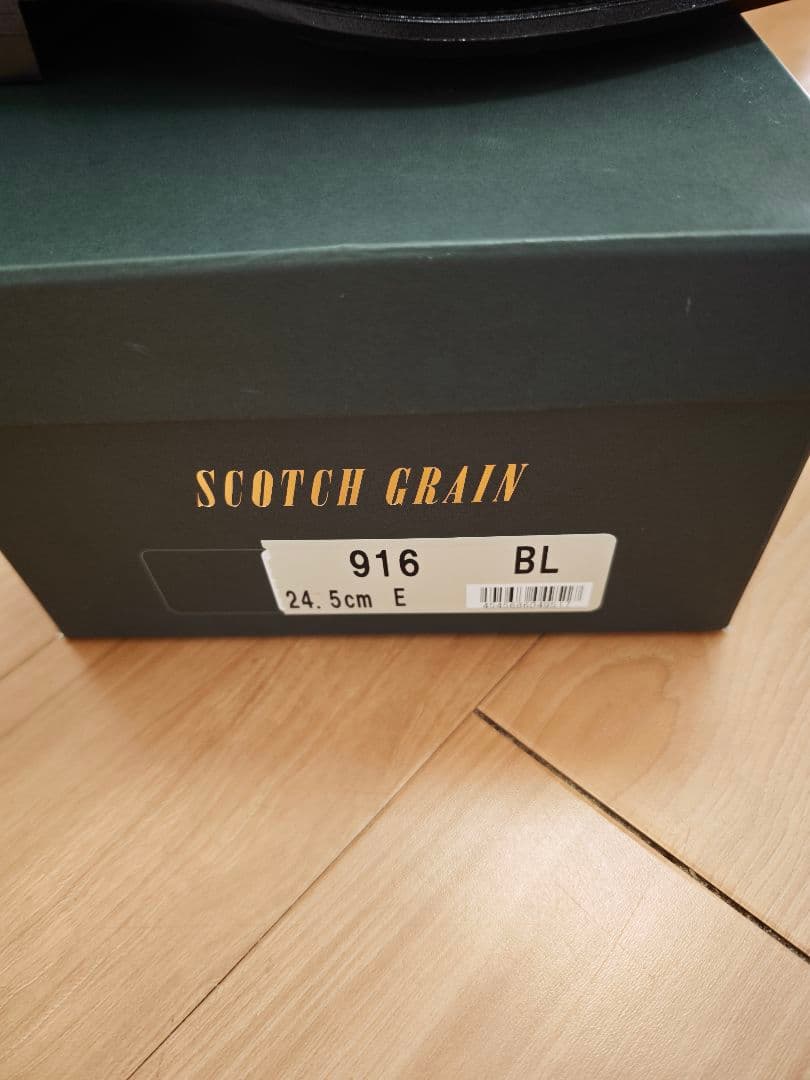 SCOTCH GRAIN
916 BL
24.5cm E